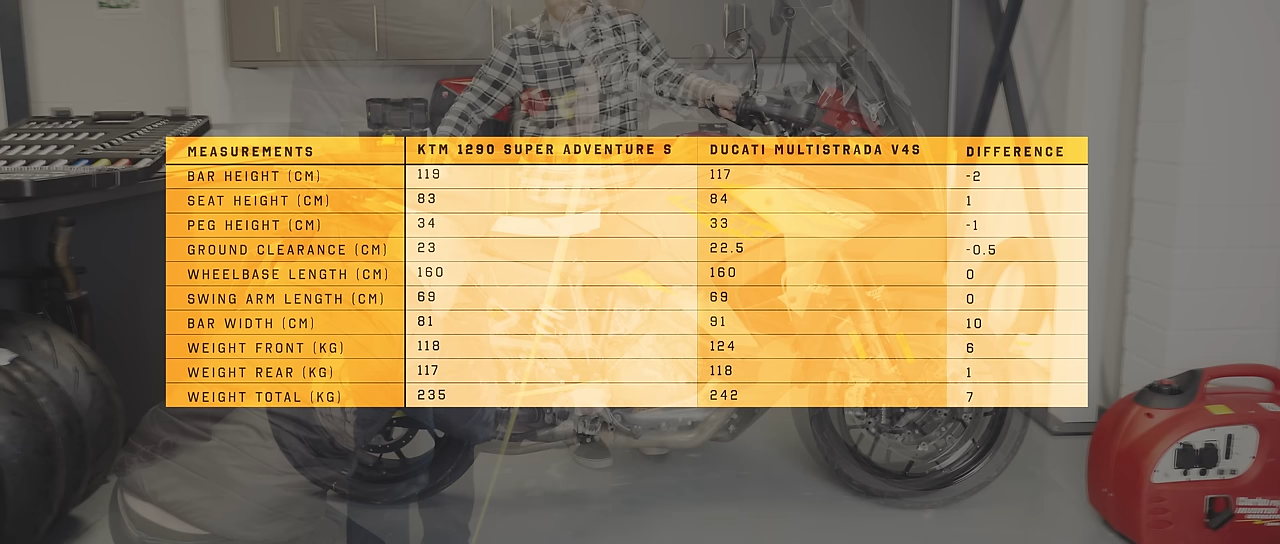 MEASUREMENTS KTM 1290 SUPER ADVENTURE S DUCATI MULTISTRADA V4S DIFFERENCE
BAR HEIGHT (CM) 119 117 -2
SEAT HEIGHT (CM) 83 84 1
PEG HEIGHT (CM) 34 33 -1
GROUND CLEARANCE (CM) 23 22.5 -0.5
WHEELBASE LENGTH (CM) 160 160 0
SWING ARM LENGTH (CM) 69 69 0
BAR WIDTH (CM) 81 91 10
WEIGHT FRONT (KG) 118 124 6
WEIGHT REAR (KG) 117 118 1
WEIGHT TOTAL (KG) 235 242 7